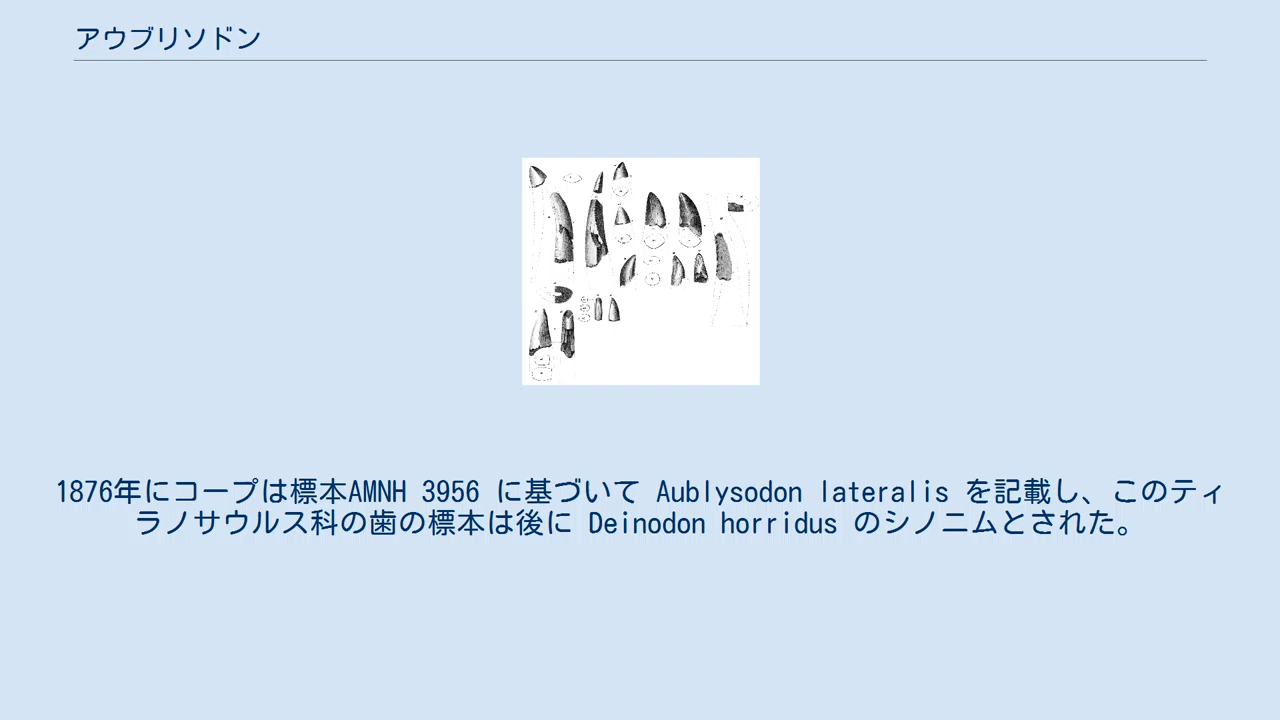 アウブリソドン
1876年にコープは標本AMNH 3956 に基づいて Aublysodon lateralis を記載し、このティ
ラノサウルス科の歯の標本は後に Deinodon horridus のシノニムとされた。